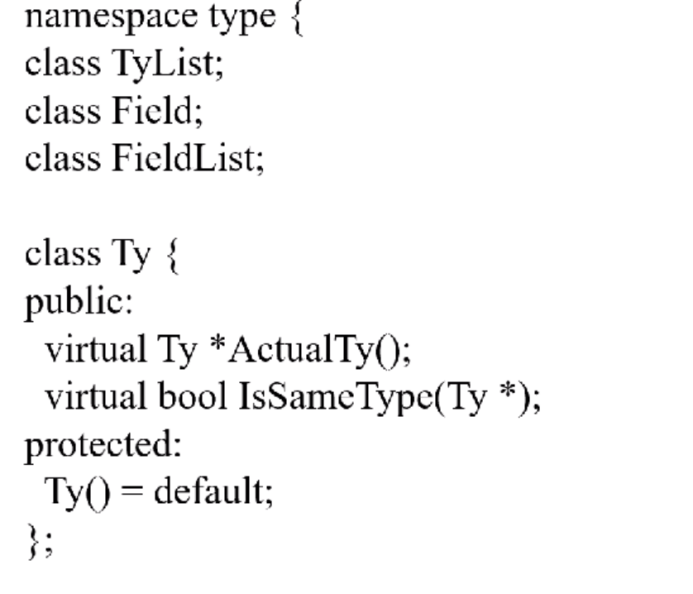 namespace type {
class TyList;
class Field;
class FieldList;
class Ty {
public:
virtual Ty *ActualTy();
virtual bool IsSameType(Ty *);
protected:
Ty() = default;
};